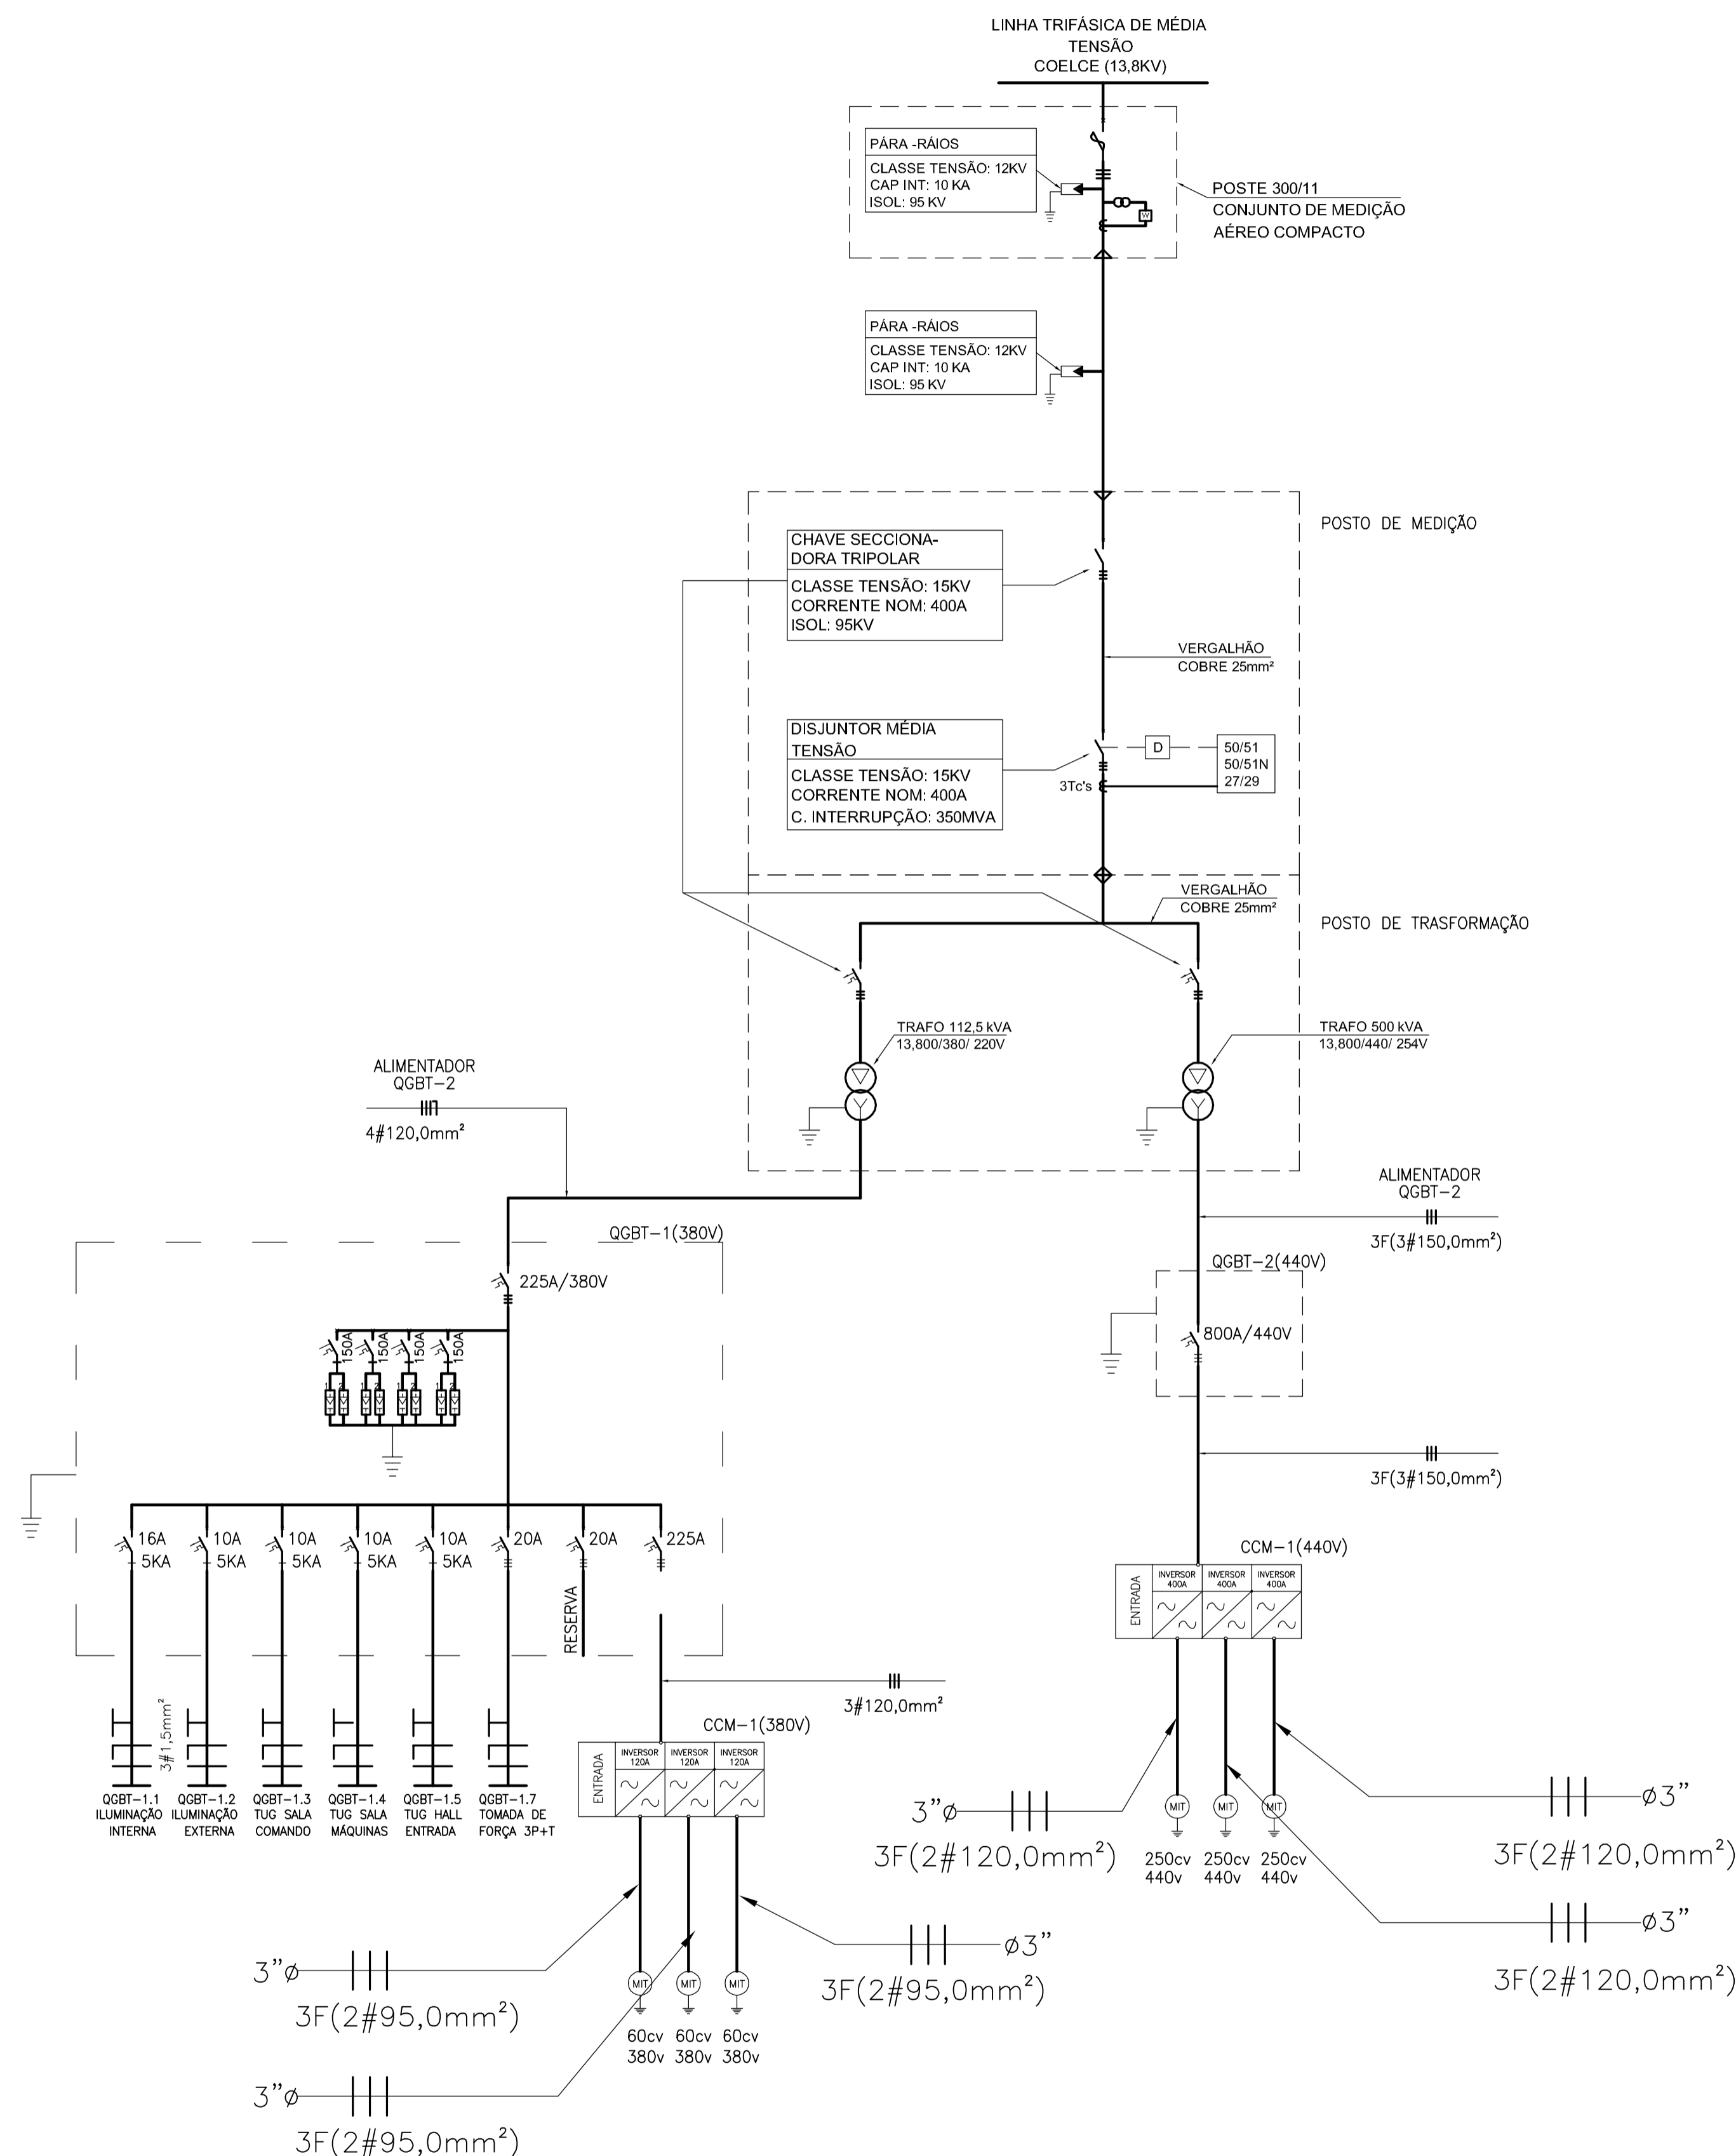 LINHA TRIFÁSICA DE MÉDIA
TENSÃO
COELCE (13,8KV)
PÁRA -RÁIOS
CLASSE TENSÃO: 12KV
CAP INT: 10 KA
ISOL: 95 KV
W
POSTE 300/11
CONJUNTO DE MEDIÇÃO
AÉREO COMPACTO
PÁRA -RÁIOS
CLASSE TENSÃO: 12KV
CAP INT: 10 KA
ISOL: 95 KV
POSTO DE MEDIÇÃO
CHAVE SECCIONA-
DORA TRIPOLAR
CLASSE TENSÃO: 15KV
CORRENTE NOM: 400A
ISOL: 95KV
VERGALHÃO
COBRE 25mm²
DISJUNTOR MÉDIA
TENSÃO
CLASSE TENSÃO: 15KV
CORRENTE NOM: 400A
C. INTERRUPÇÃO: 350MVA
D
50/51
50/51N
27/29
3Tc's
VERGALHÃO
COBRE 25mm²
POSTO DE TRASFORMAÇÃO
TRAFO 112,5 kVA
13,800/380/ 220V
TRAFO 500 kVA
13,800/440/ 254V
ALIMENTADOR
QGBT-2
4#120,0mm²
ALIMENTADOR
QGBT-2
3F(3#150,0mm²)
QGBT-1(380V)
225A/380V
150A
150A
150A
150A
1 2
1 2
1 2
1 2
QGBT-2(440V)
800A/440V
3F(3#150,0mm²)
16A
5KA
10A
5KA
10A
5KA
10A
5KA
10A
5KA
20A
20A
225A
RESERVA
3#1,5mm²
QGBT-1.1
ILUMINAÇÃO
INTERNA
QGBT-1.2
ILUMINAÇÃO
EXTERNA
QGBT-1.3
TUG SALA
COMANDO
QGBT-1.4
TUG SALA
MÁQUINAS
QGBT-1.5
TUG HALL
ENTRADA
QGBT-1.7
TOMADA DE
FORÇA 3P+T
3#120,0mm²
CCM-1(380V)
ENTRADA
INVERSOR
120A
INVERSOR
120A
INVERSOR
120A
CCM-1(440V)
ENTRADA
INVERSOR
400A
INVERSOR
400A
INVERSOR
400A
MIT
MIT
MIT
250cv
440v
250cv
440v
250cv
440v
3"ø
3F(2#120,0mm²)
ø3"
3F(2#120,0mm²)
ø3"
3F(2#120,0mm²)
MIT
MIT
MIT
60cv
380v
60cv
380v
60cv
380v
ø3"
3F(2#95,0mm²)
3"ø
3F(2#95,0mm²)
3"ø
3F(2#95,0mm²)